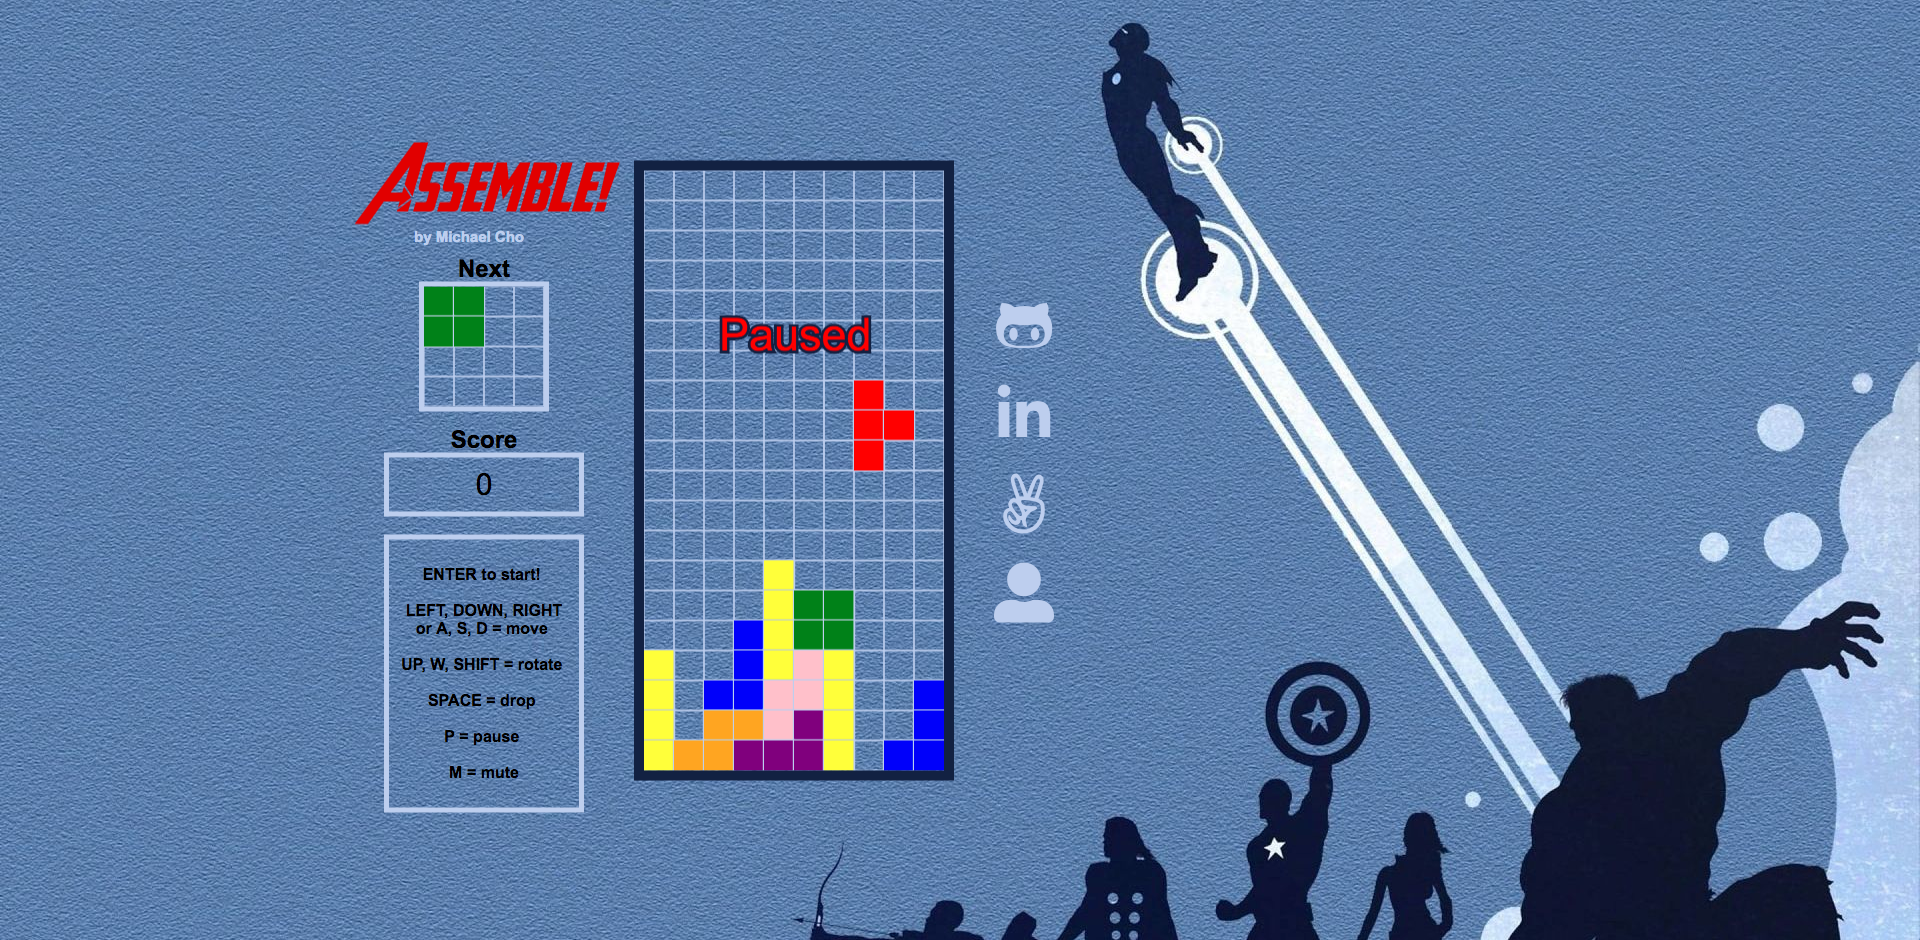 ASSEMBLE!
by Michael Cho
Next
Score
0
ENTER to start!
LEFT, DOWN, RIGHT
or A, S, D = move
UP, W, SHIFT = rotate
SPACE = drop
P = pause
M = mute
Paused
in